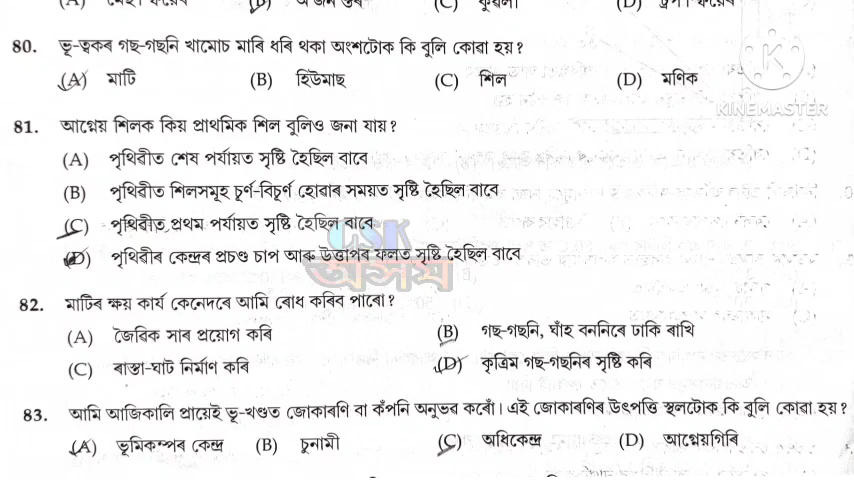 80. ভূ-ত্বকৰ গছ-গছনি খামোচ মাৰি ধৰি থকা অংশটোক কি বুলি কোৱা হয়?
(A) মাটি (B) হিউমাছ (C) শিল (D) মণিক
KINEMASTER
81. আগ্নেয় শিলক কিয় প্ৰাথমিক শিল বুলিও জনা যায়?
(A) পৃথিৱীত শেষ পৰ্যায়ত সৃষ্টি হৈছিল বাবে
(B) পৃথিৱীত শিলসমূহ চূৰ্ণ-বিচূৰ্ণ হোৱাৰ সময়ত সৃষ্টি হৈছিল বাবে
(C) পৃথিৱীত প্ৰথম পৰ্যায়ত সৃষ্টি হৈছিল বাবে
(D) পৃথিৱীৰ কেন্দ্ৰৰ প্ৰচণ্ড চাপ আৰু উত্তাপৰ ফলত সৃষ্টি হৈছিল বাবে
অসম
82. মাটিৰ ক্ষয় কাৰ্য কেনেদৰে আমি ৰোধ কৰিব পাৰো?
(A) জৈৱিক সাৰ প্ৰয়োগ কৰি (B) গছ-গছনি, ঘাঁহ বননিৰে ঢাকি ৰাখি
(C) ৰাস্তা-ঘাট নিৰ্মাণ কৰি (D) কৃত্ৰিম গছ-গছনিৰ সৃষ্টি কৰি
83. আমি আজিকালি প্ৰায়েই ভূ-খণ্ডত জোকাৰণি বা কঁপনি অনুভৱ কৰোঁ। এই জোকাৰণিৰ উৎপত্তি স্থলটোক কি বুলি কোৱা হয়?
(A) ভূমিকম্পৰ কেন্দ্ৰ (B) চুনামী (C) অধিকেন্দ্ৰ (D) আগ্নেয়গিৰি